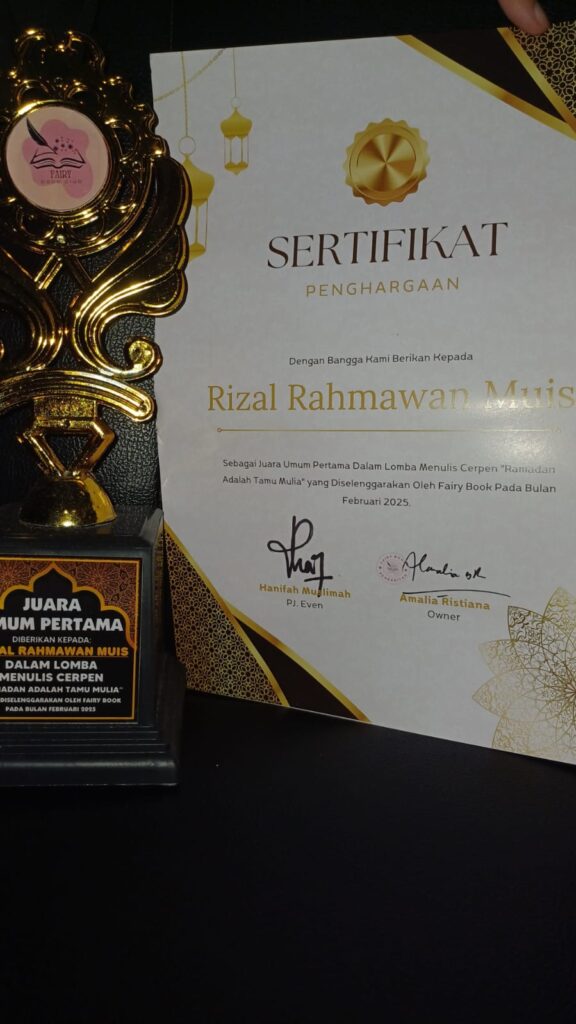 FAIRY
BOOK CLUB
SERTIFIKAT
PENGHARGAAN
Dengan Bangga Kami Berikan Kepada
Rizal Rahmawan Muis
Sebagai Juara Umum Pertama Dalam Lomba Menulis Cerpen "Ramadan
Adalah Tamu Mulia" yang Diselenggarakan Oleh Fairy Book Pada Bulan
Februari 2025.
Hanifah Muslimah
PJ. Even
Amalia Ristiana
Owner
JUARA
MUM PERTAMA
DIBERIKAN KEPADA:
AL RAHMAWAN MUIS
DALAM LOMBA
MENULIS CERPEN
MADAN ADALAH TAMU MULIA"
DISELENGGARAKAN OLEH FAIRY BOOK
PADA BULAN FEBRUARI 2025